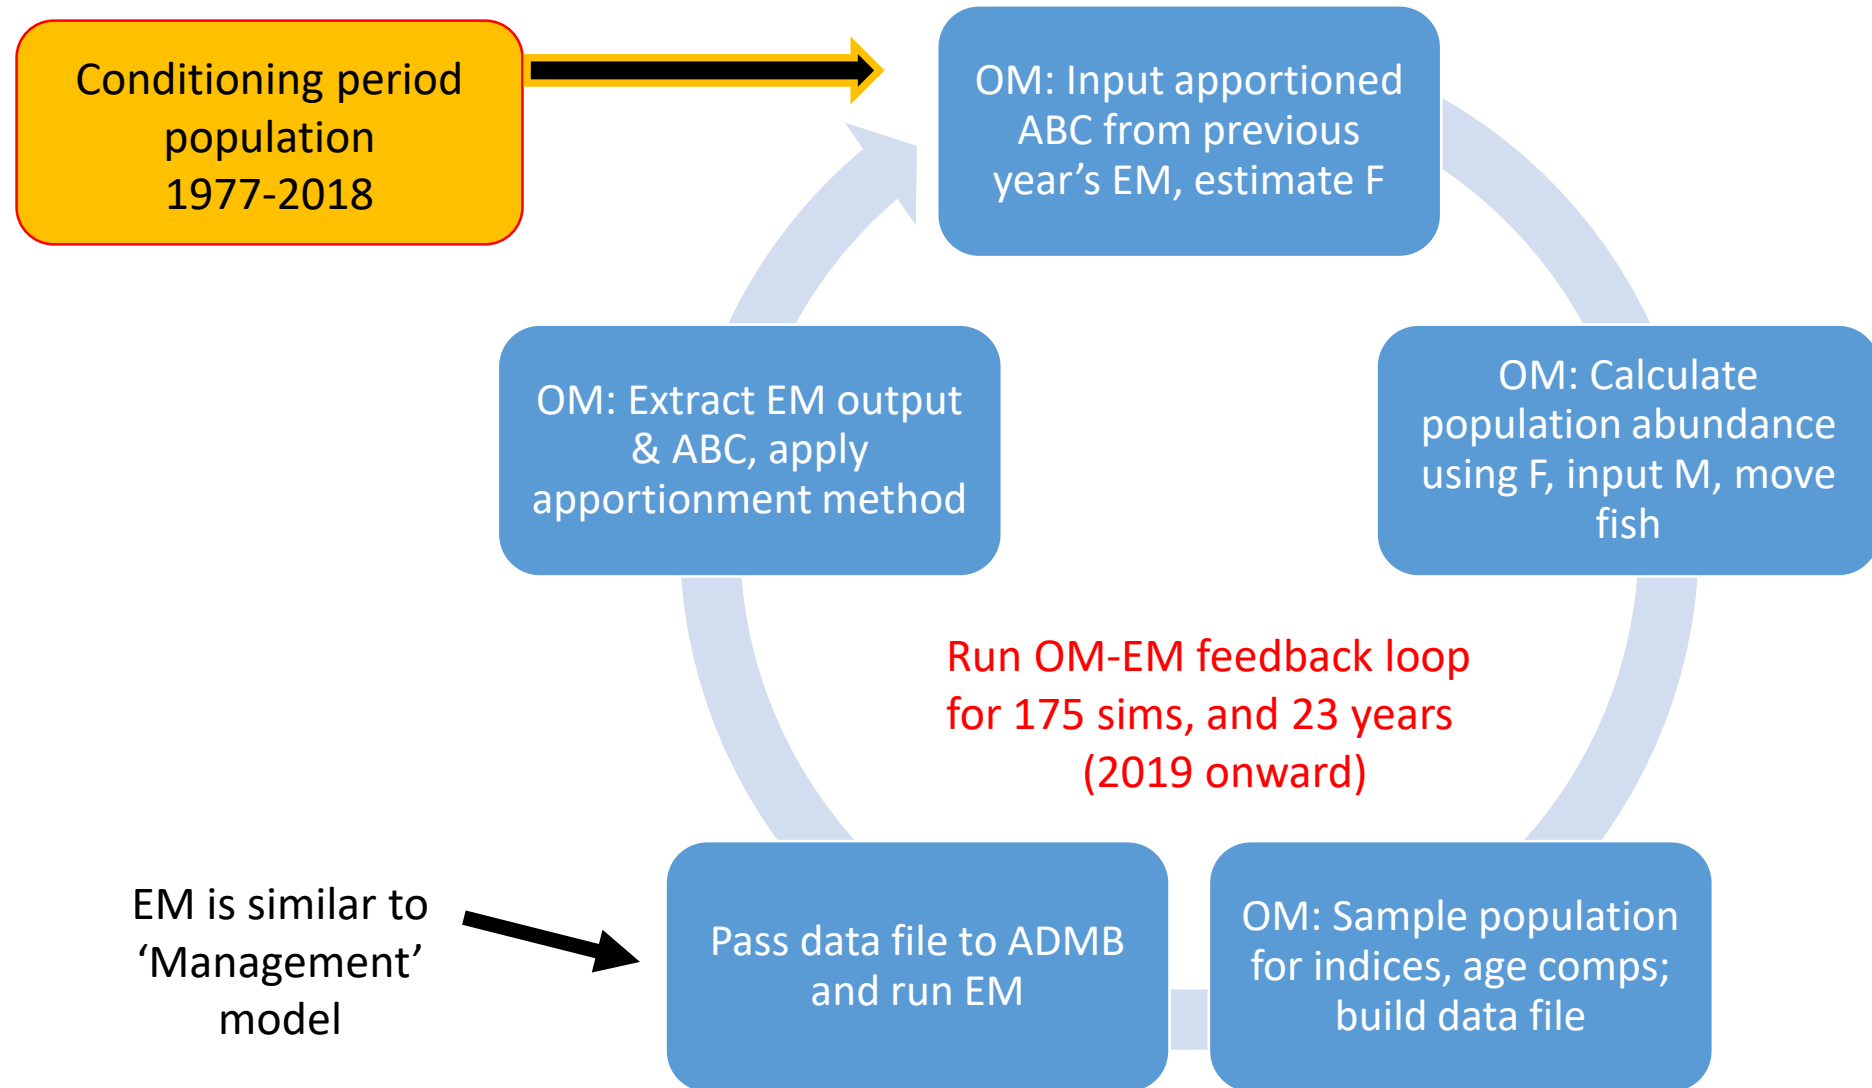 Conditioning period
population
1977-2018
OM: Input apportioned
ABC from previous
year’s EM, estimate F
OM: Calculate
population abundance
using F, input M, move
fish
OM: Extract EM output
& ABC, apply
apportionment method
Run OM-EM feedback loop
for 175 sims, and 23 years
(2019 onward)
EM is similar to
‘Management’
model
Pass data file to ADMB
and run EM
OM: Sample population
for indices, age comps;
build data file